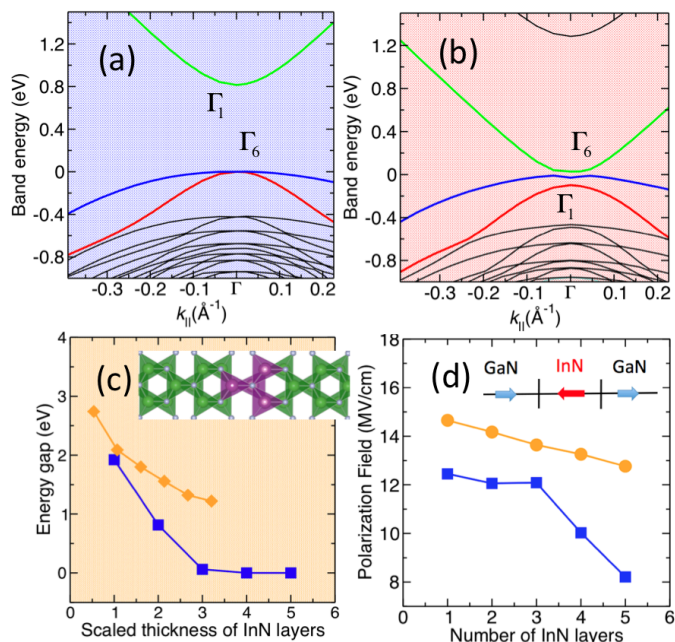 (a)
Γ1
Γ6
Band energy (eV)
1.2
0.8
0.4
0
-0.4
-0.8
-0.3 -0.2 -0.1 Γ 0.1 0.2
k||(Å-1)
(b)
Γ6
Γ1
Band energy (eV)
1.2
0.8
0.4
0
-0.4
-0.8
-0.3 -0.2 -0.1 Γ 0.1 0.2
k||(Å-1)
(c)
Energy gap (eV)
4
3
2
1
0
0 1 2 3 4 5 6
Scaled thickness of InN layers
(d)
GaN InN GaN
Polarization Field (MV/cm)
18
16
14
12
10
8
0 1 2 3 4 5 6
Number of InN layers